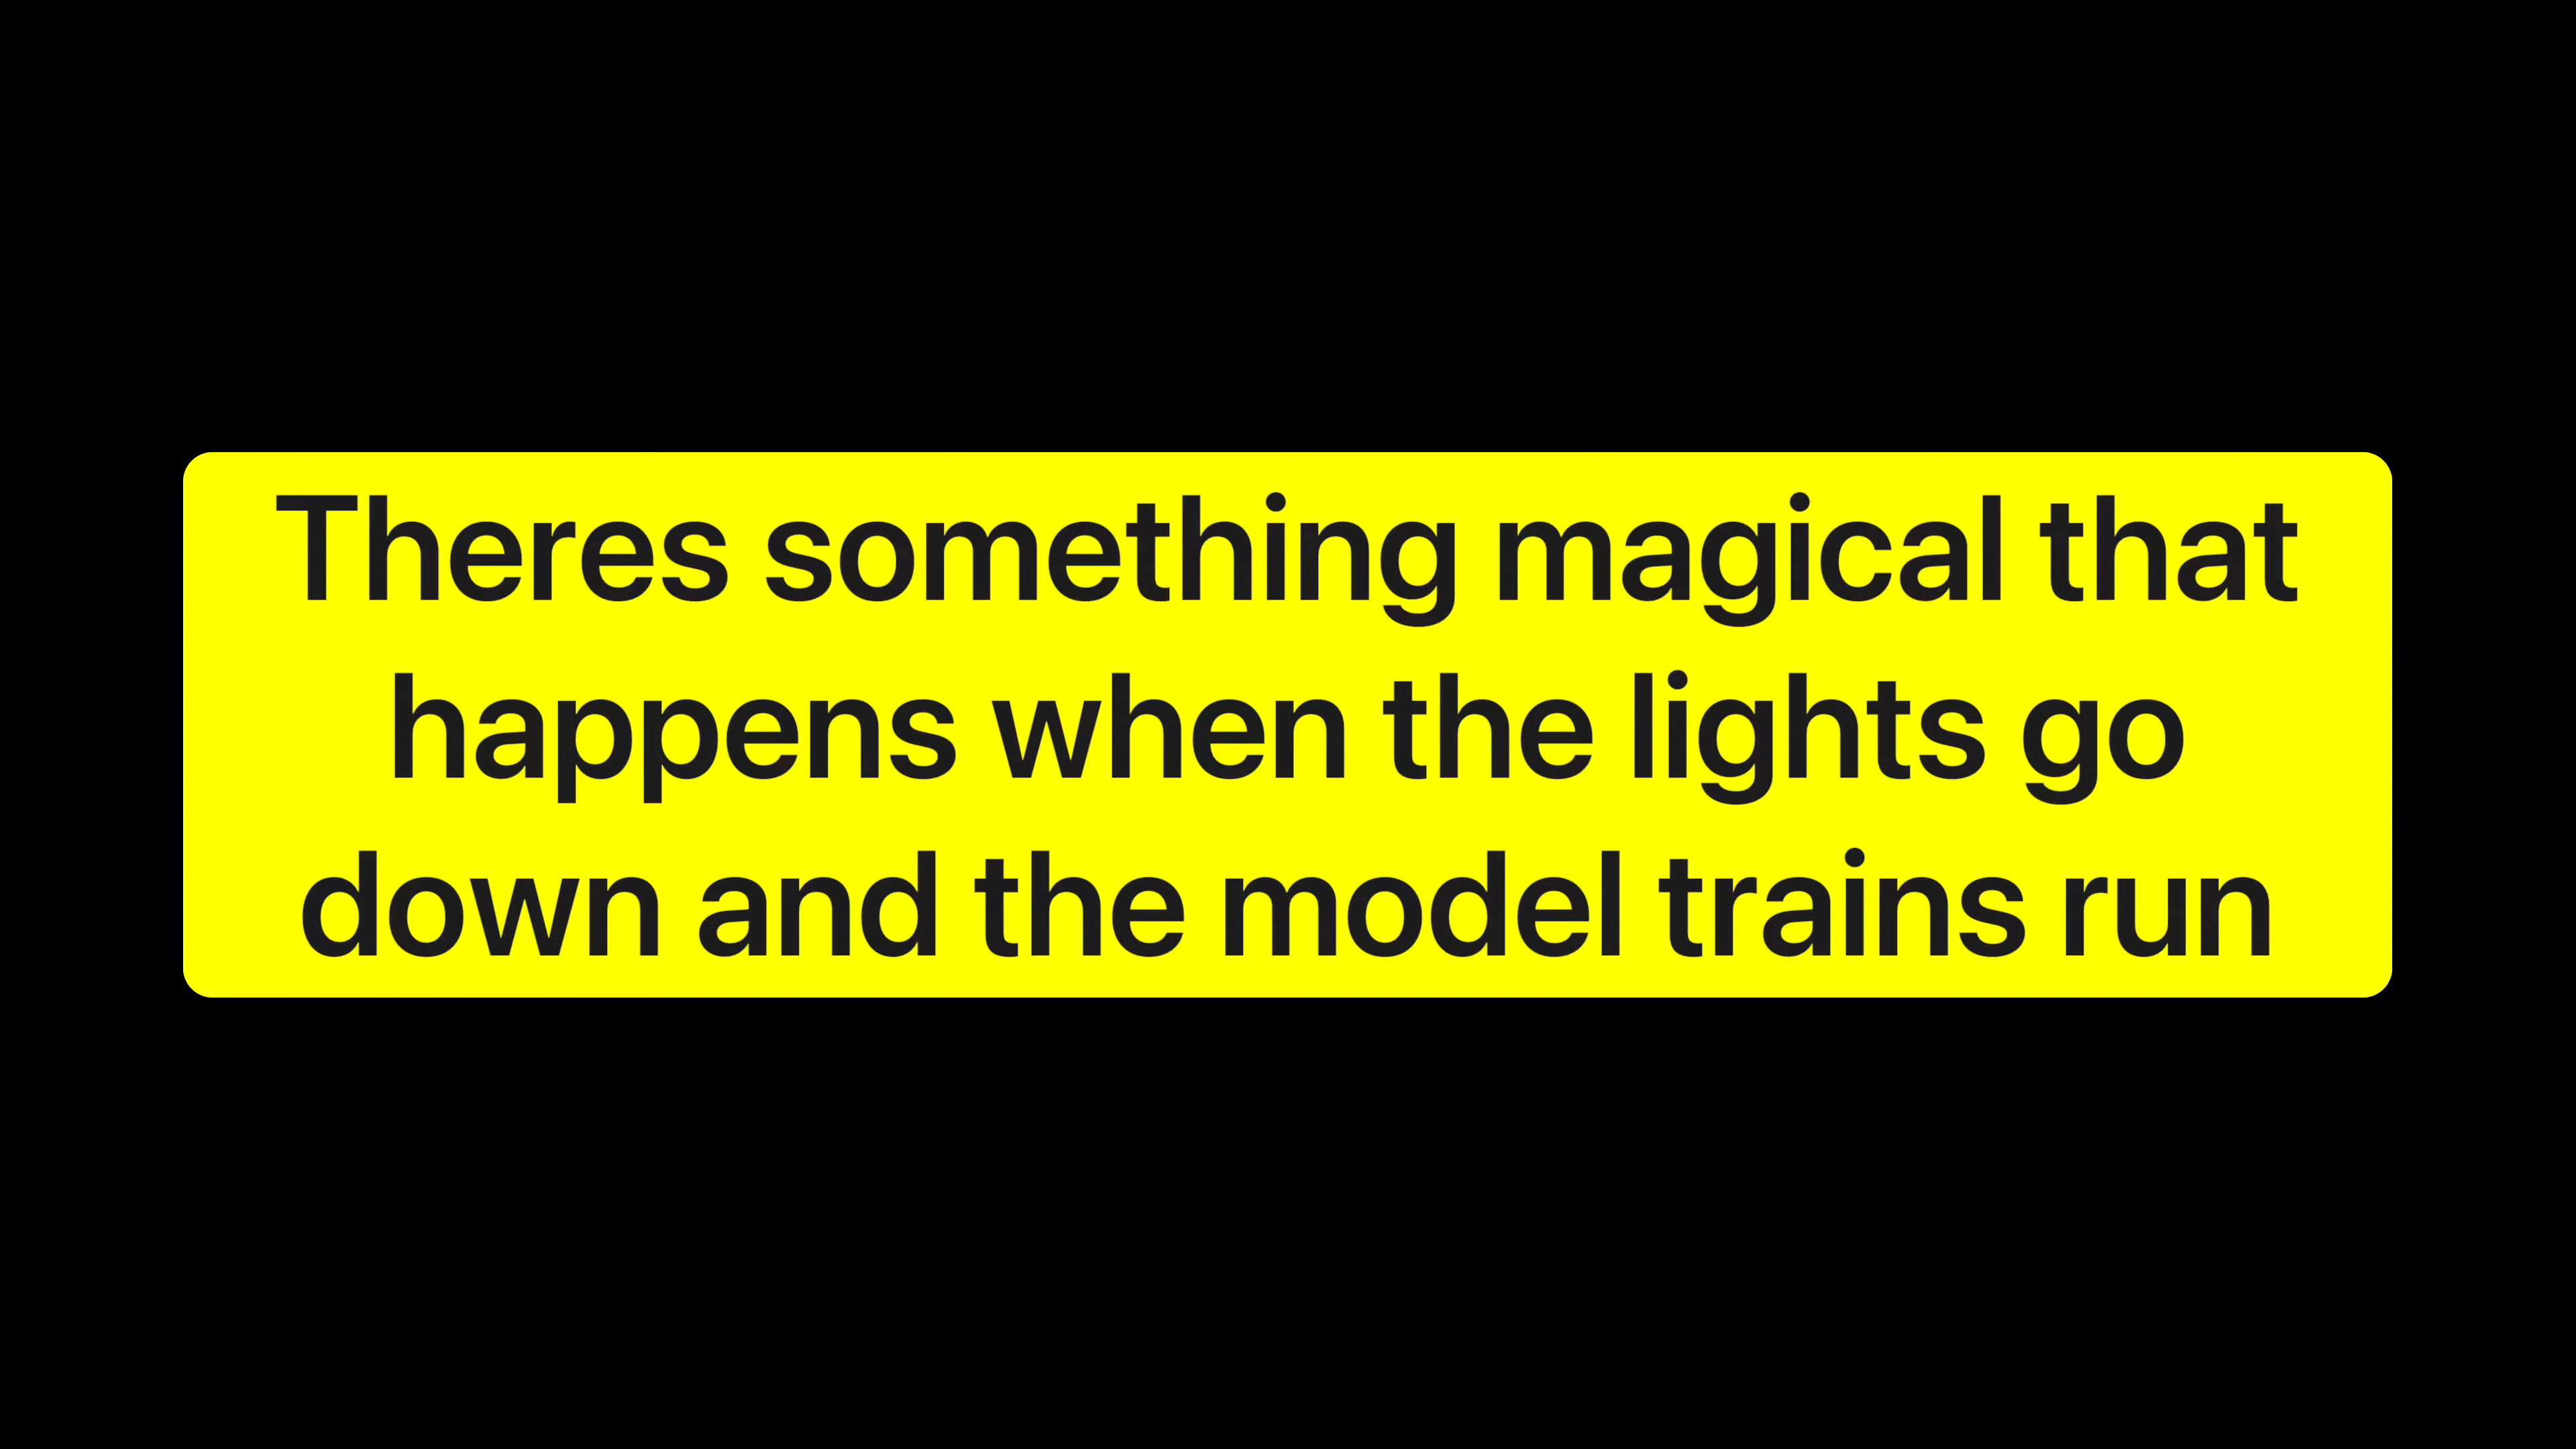 Theres something magical that
happens when the lights go
down and the model trains run